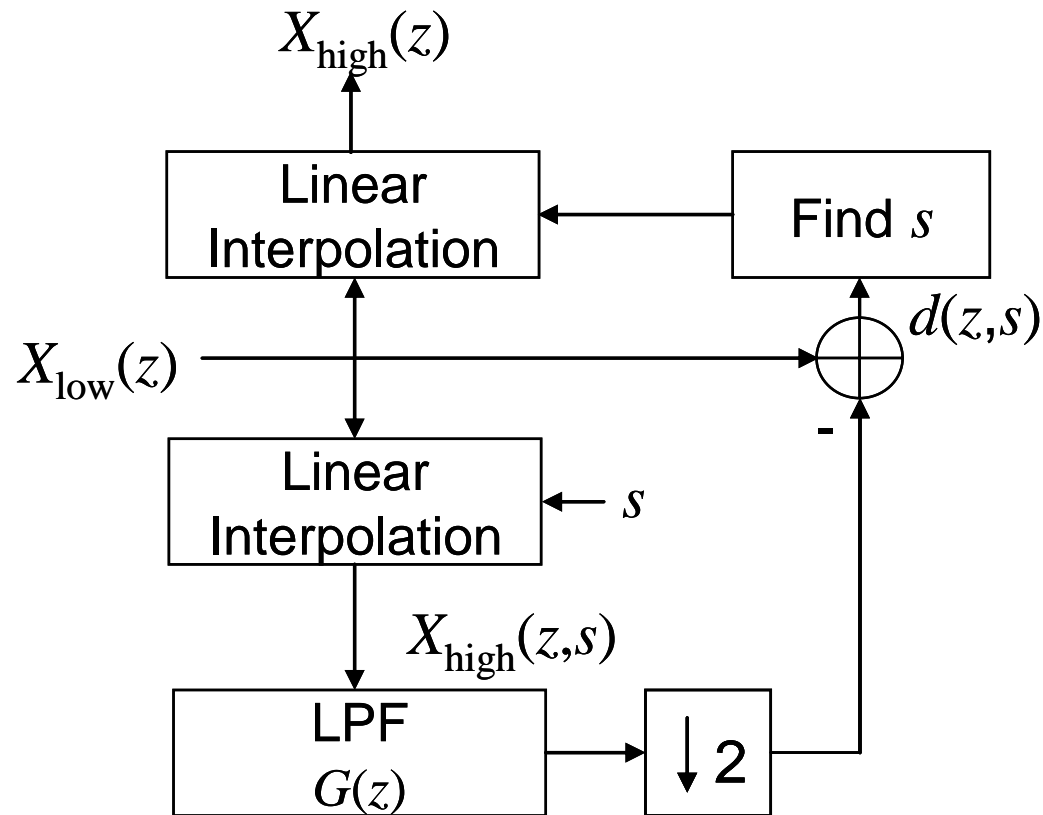 X_high(z)
Linear
Interpolation
Find s
d(z,s)
X_low(z)
-
Linear
Interpolation
s
X_high(z,s)
LPF
G(z)
↓ 2